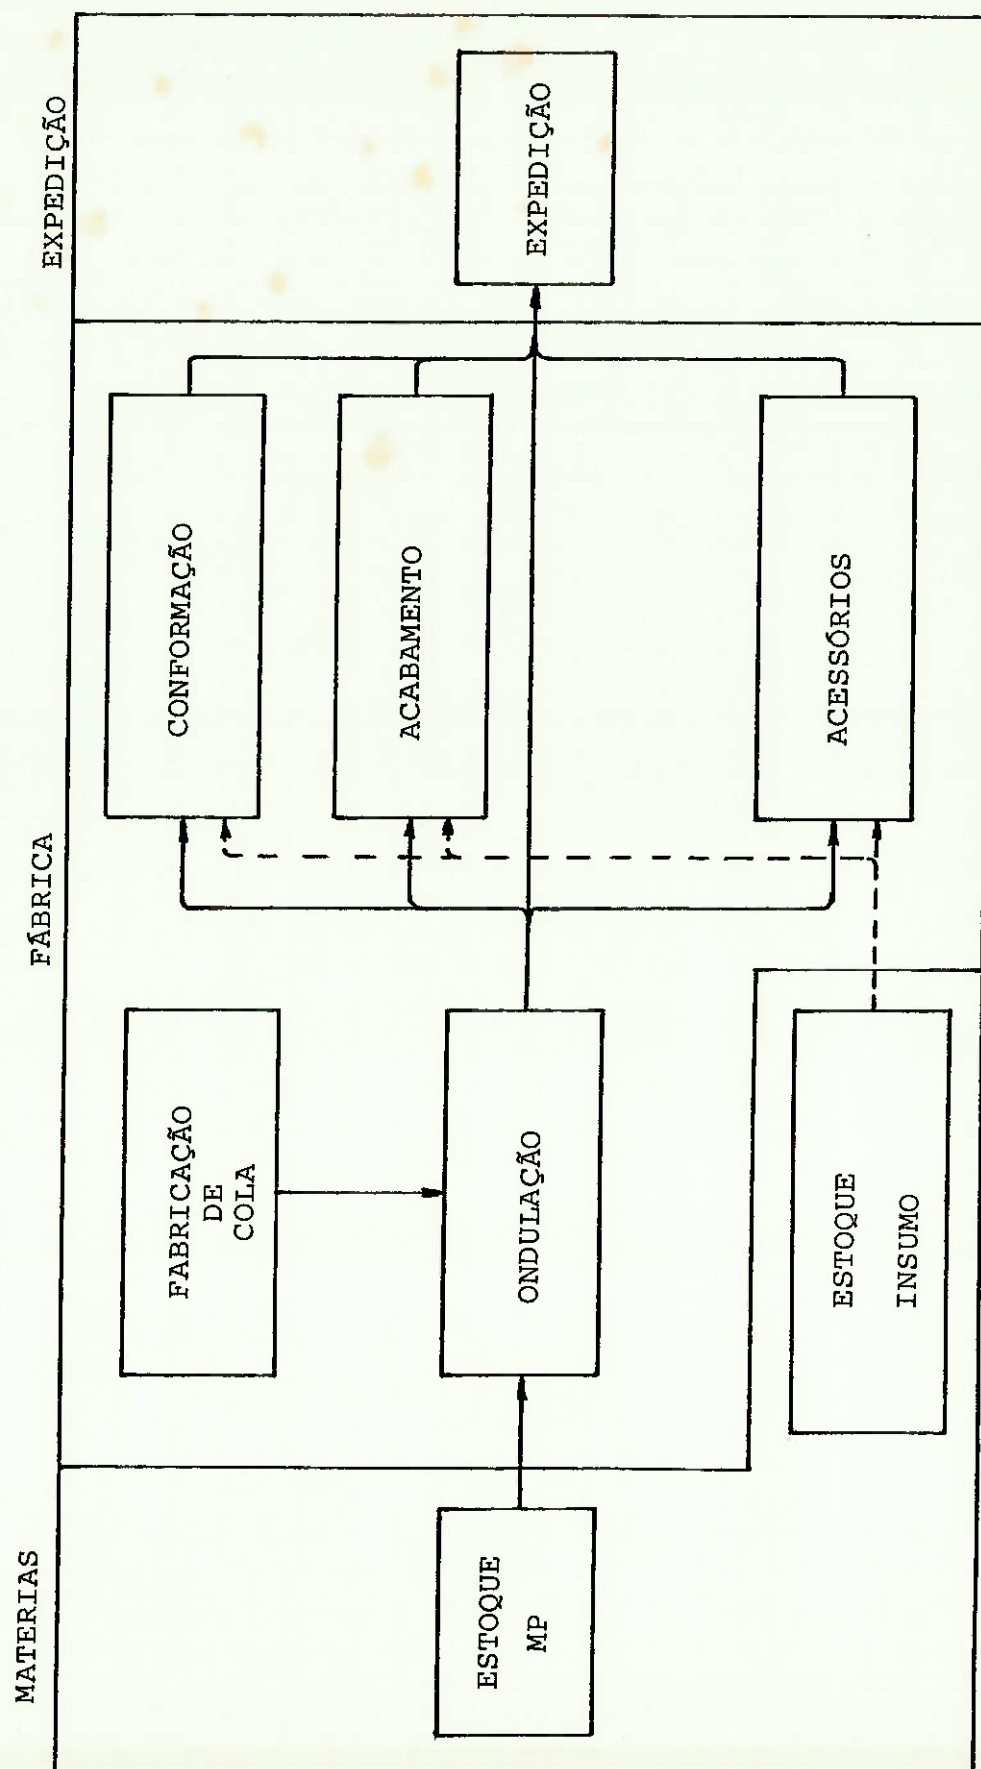 MATERIAS
FÁBRICA
EXPEDIÇÃO
FABRICAÇÃO
DE
COLA
CONFORMAÇÃO
ACABAMENTO
ESTOQUE
MP
ONDULAÇÃO
EXPEDIÇÃO
ESTOQUE
INSUMO
ACESSÓRIOS